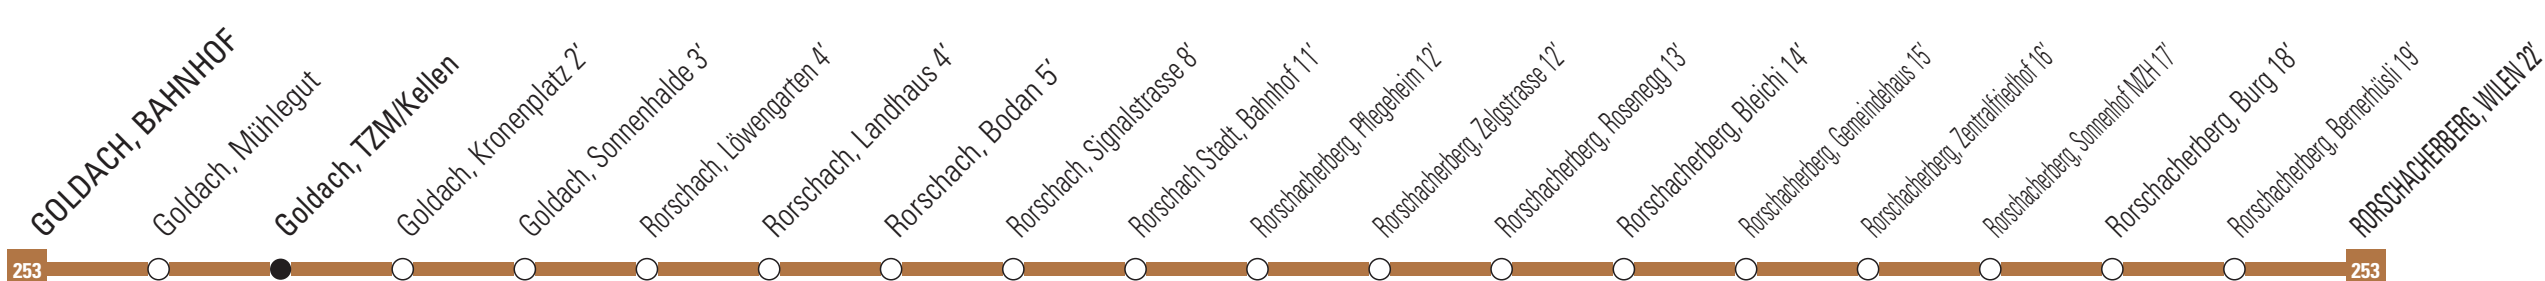 GOLDACH, BAHNHOF
Goldach, Mühlegut
Goldach, TZM/Kellen
Goldach, Kronenplatz 2'
Goldach, Sonnenhalde 3'
Rorschach, Löwengarten 4'
Rorschach, Landhaus 4'
Rorschach, Bodan 5'
Rorschach, Signalstrasse 8'
Rorschach Stadt, Bahnhof 11'
Rorschacherberg, Pflegeheim 12'
Rorschacherberg, Zelgstrasse 12'
Rorschacherberg, Rosenegg 13'
Rorschacherberg, Bleichi 14'
Rorschacherberg, Gemeindehaus 15'
Rorschacherberg, Zentralfriedhof 16'
Rorschacherberg, Sonnenhof MZH 17'
Rorschacherberg, Burg 18'
Rorschacherberg, Bernerhüsli 19'
RORSCHACHERBERG, WILEN 22'
253
253